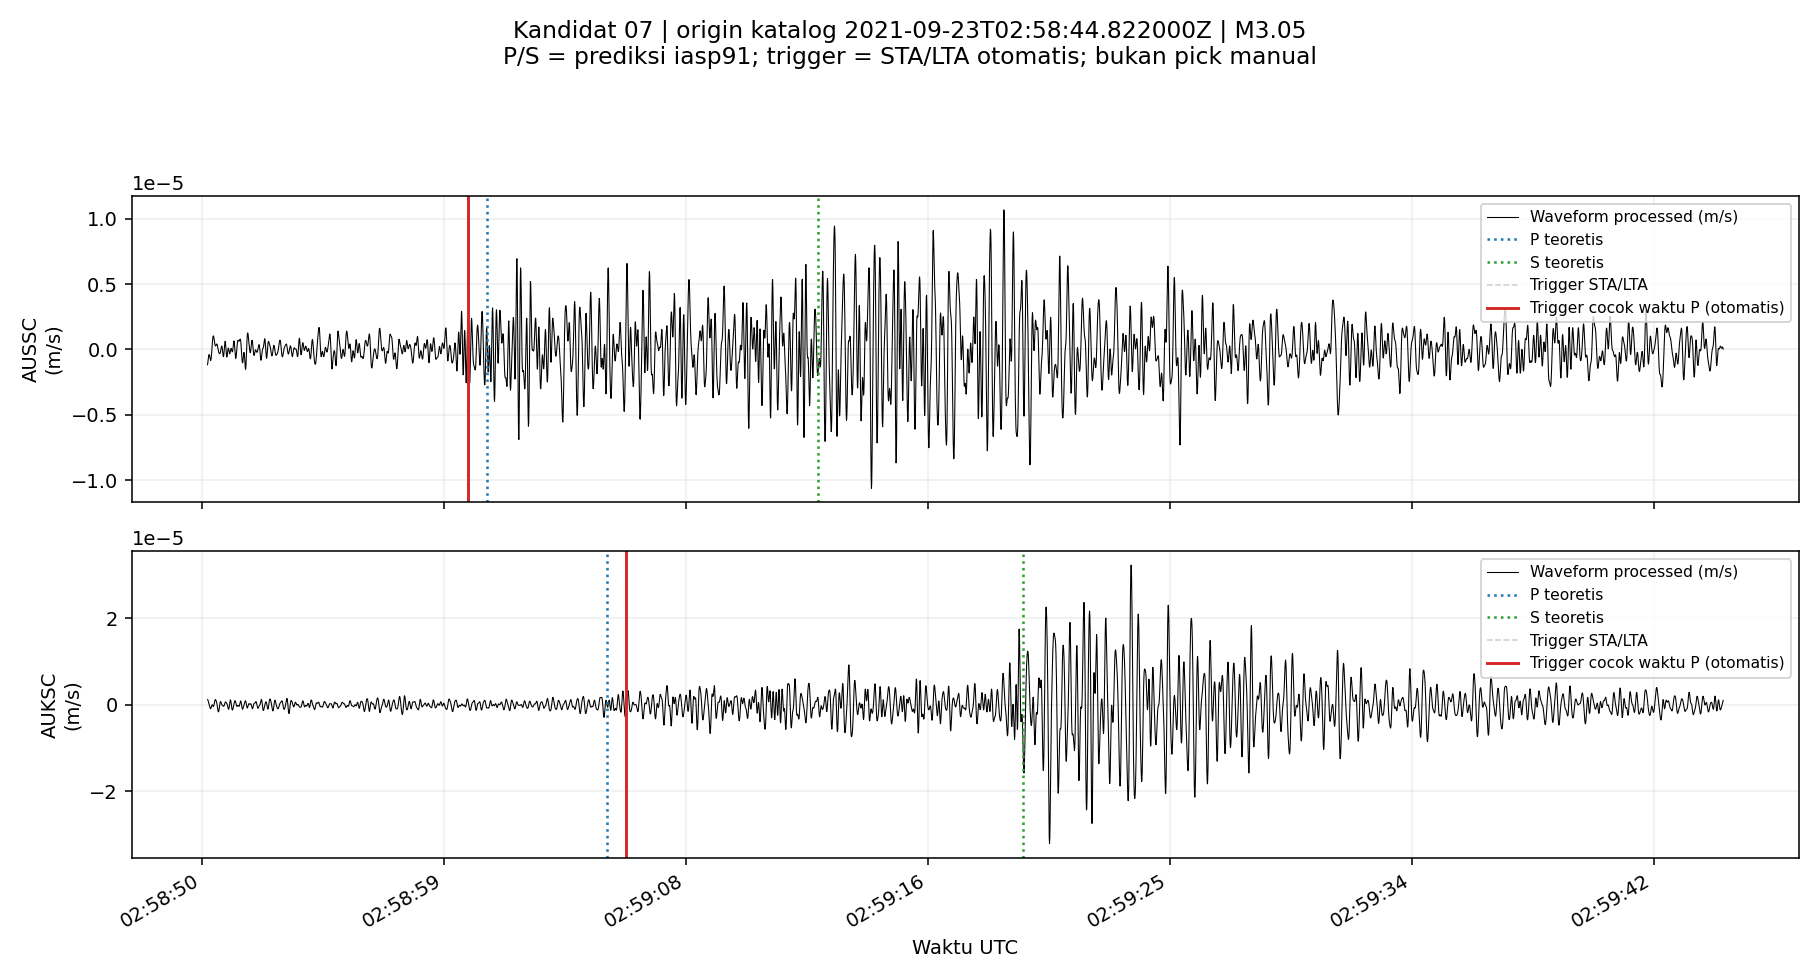 Kandidat 07 | origin katalog 2021-09-23T02:58:44.822000Z | M3.05
P/S = prediksi iasp91; trigger = STA/LTA otomatis; bukan pick manual
1e−5
1.0
0.5
0.0
−0.5
−1.0
AUSSC
(m/s)
Waveform processed (m/s)
P teoretis
S teoretis
Trigger STA/LTA
Trigger cocok waktu P (otomatis)
1e−5
2
0
−2
AUKSC
(m/s)
Waveform processed (m/s)
P teoretis
S teoretis
Trigger STA/LTA
Trigger cocok waktu P (otomatis)
02:58:50
02:58:59
02:59:08
02:59:16
02:59:25
02:59:34
02:59:42
Waktu UTC